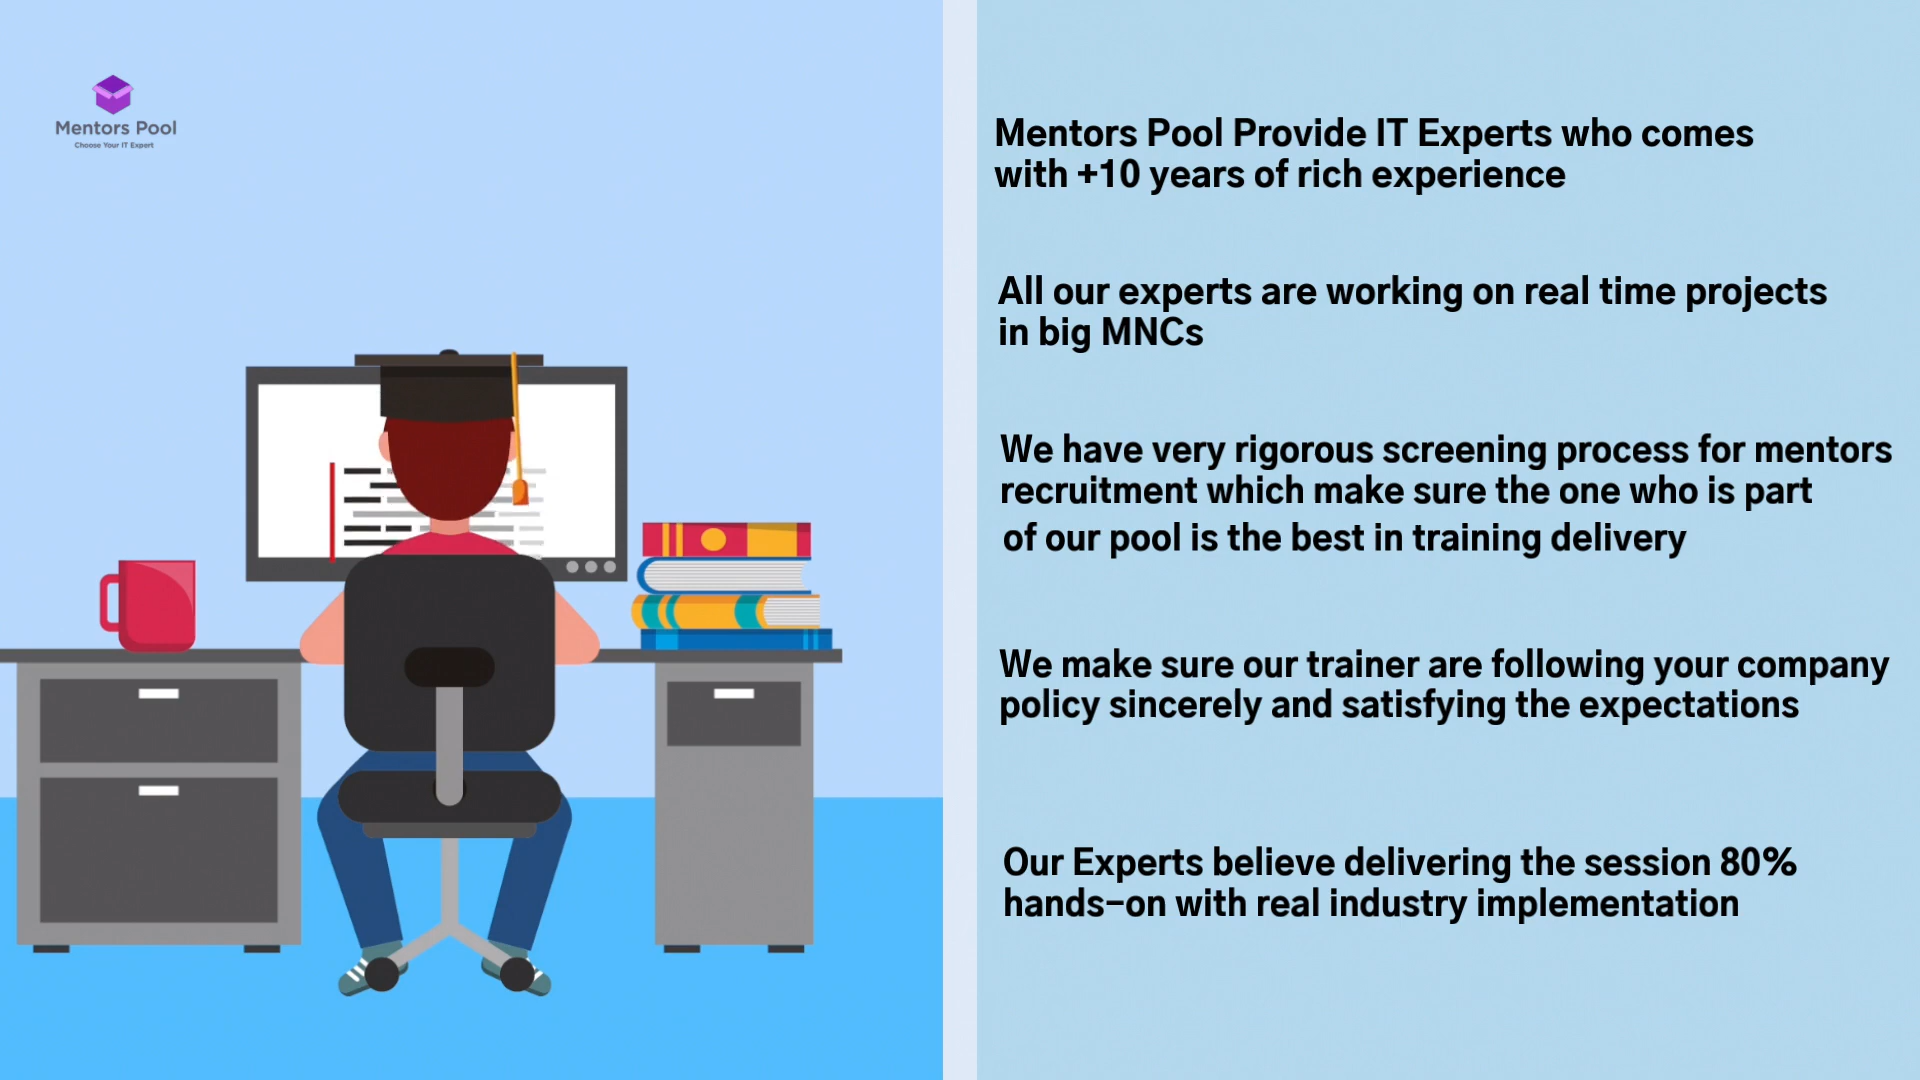 Mentors Pool
Choose Your IT Expert
Mentors Pool Provide IT Experts who comes
with +10 years of rich experience
All our experts are working on real time projects
in big MNCs
We have very rigorous screening process for mentors
recruitment which make sure the one who is part
of our pool is the best in training delivery
We make sure our trainer are following your company
policy sincerely and satisfying the expectations
Our Experts believe delivering the session 80%
hands-on with real industry implementation